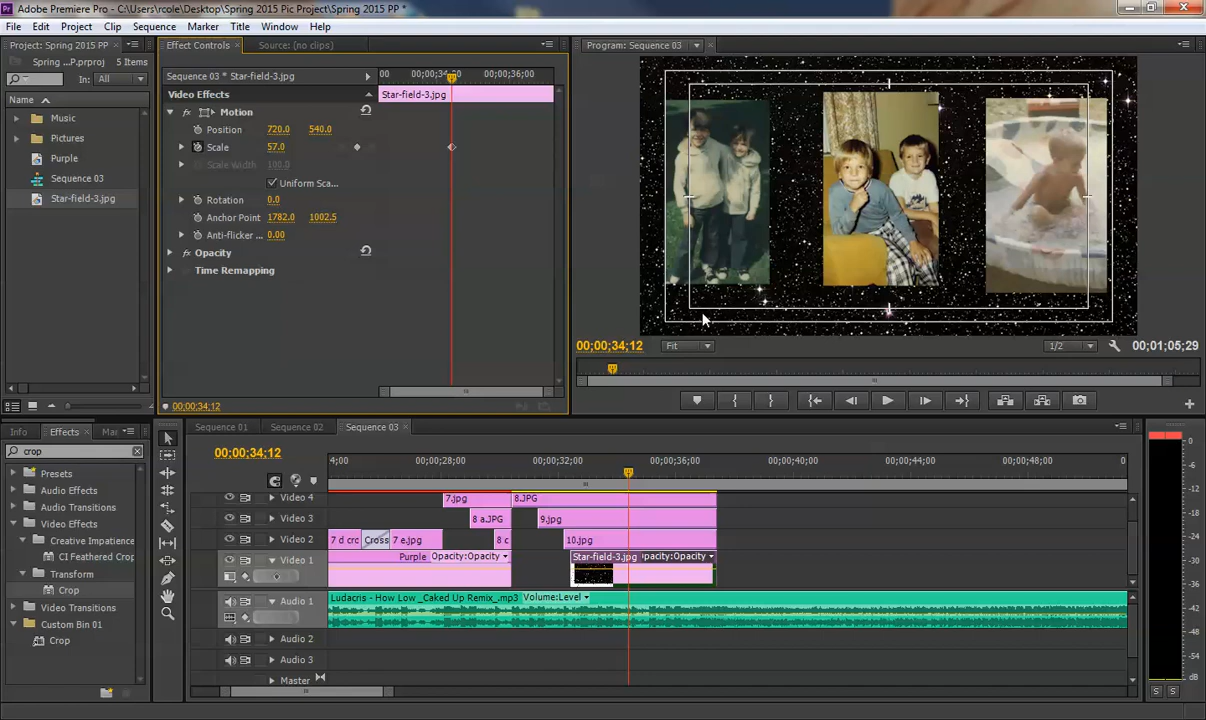 Adobe Premiere Pro - C:\Users\rcole\Desktop\Spring 2015 Pic Project\Spring 2015 PP *
File Edit Project Clip Sequence Marker Title Window Help
Project: Spring 2015 PP
Effect Controls Source: (no clips)
Program: Sequence 03
Spring ...P.prproj 5 Items
In: All
Name
Music
Pictures
Purple
Sequence 03
Star-field-3.jpg
Sequence 03 * Star-field-3.jpg
00 00;00;34;00 00;00;36;00
Video Effects
Star-field-3.jpg
Motion
Position 720.0 540.0
Scale 57.0
Scale Width 100.0
Uniform Sca...
Rotation 0.0
Anchor Point 1782.0 1002.5
Anti-flicker ... 0.00
Opacity
Time Remapping
00;00;34;12
00;00;34;12 Fit 1/2 00;01;05;29
Info Effects Mar
crop
Presets
Audio Effects
Audio Transitions
Video Effects
Creative Impatience
CI Feathered Crop
Transform
Crop
Video Transitions
Custom Bin 01
Crop
Sequence 01 Sequence 02 Sequence 03
00;00;34;12
4;00 00;00;28;00 00;00;32;00 00;00;36;00 00;00;40;00 00;00;44;00 00;00;48;00 0
Video 4 7.jpg 8.JPG
Video 3 8 a.JPG 9.jpg
Video 2 7 d crc Cross 7 e.jpg 8 c 10.jpg
Video 1 Purple Opacity:Opacity Star-field-3.jpg ıpacity:Opacity
Audio 1 Ludacris - How Low_Caked Up Remix_.mp3 Volume:Level
Audio 2
Audio 3
Master
0
-6
-12
-18
-24
-30
-36
-42
-48
-54
dB
S S